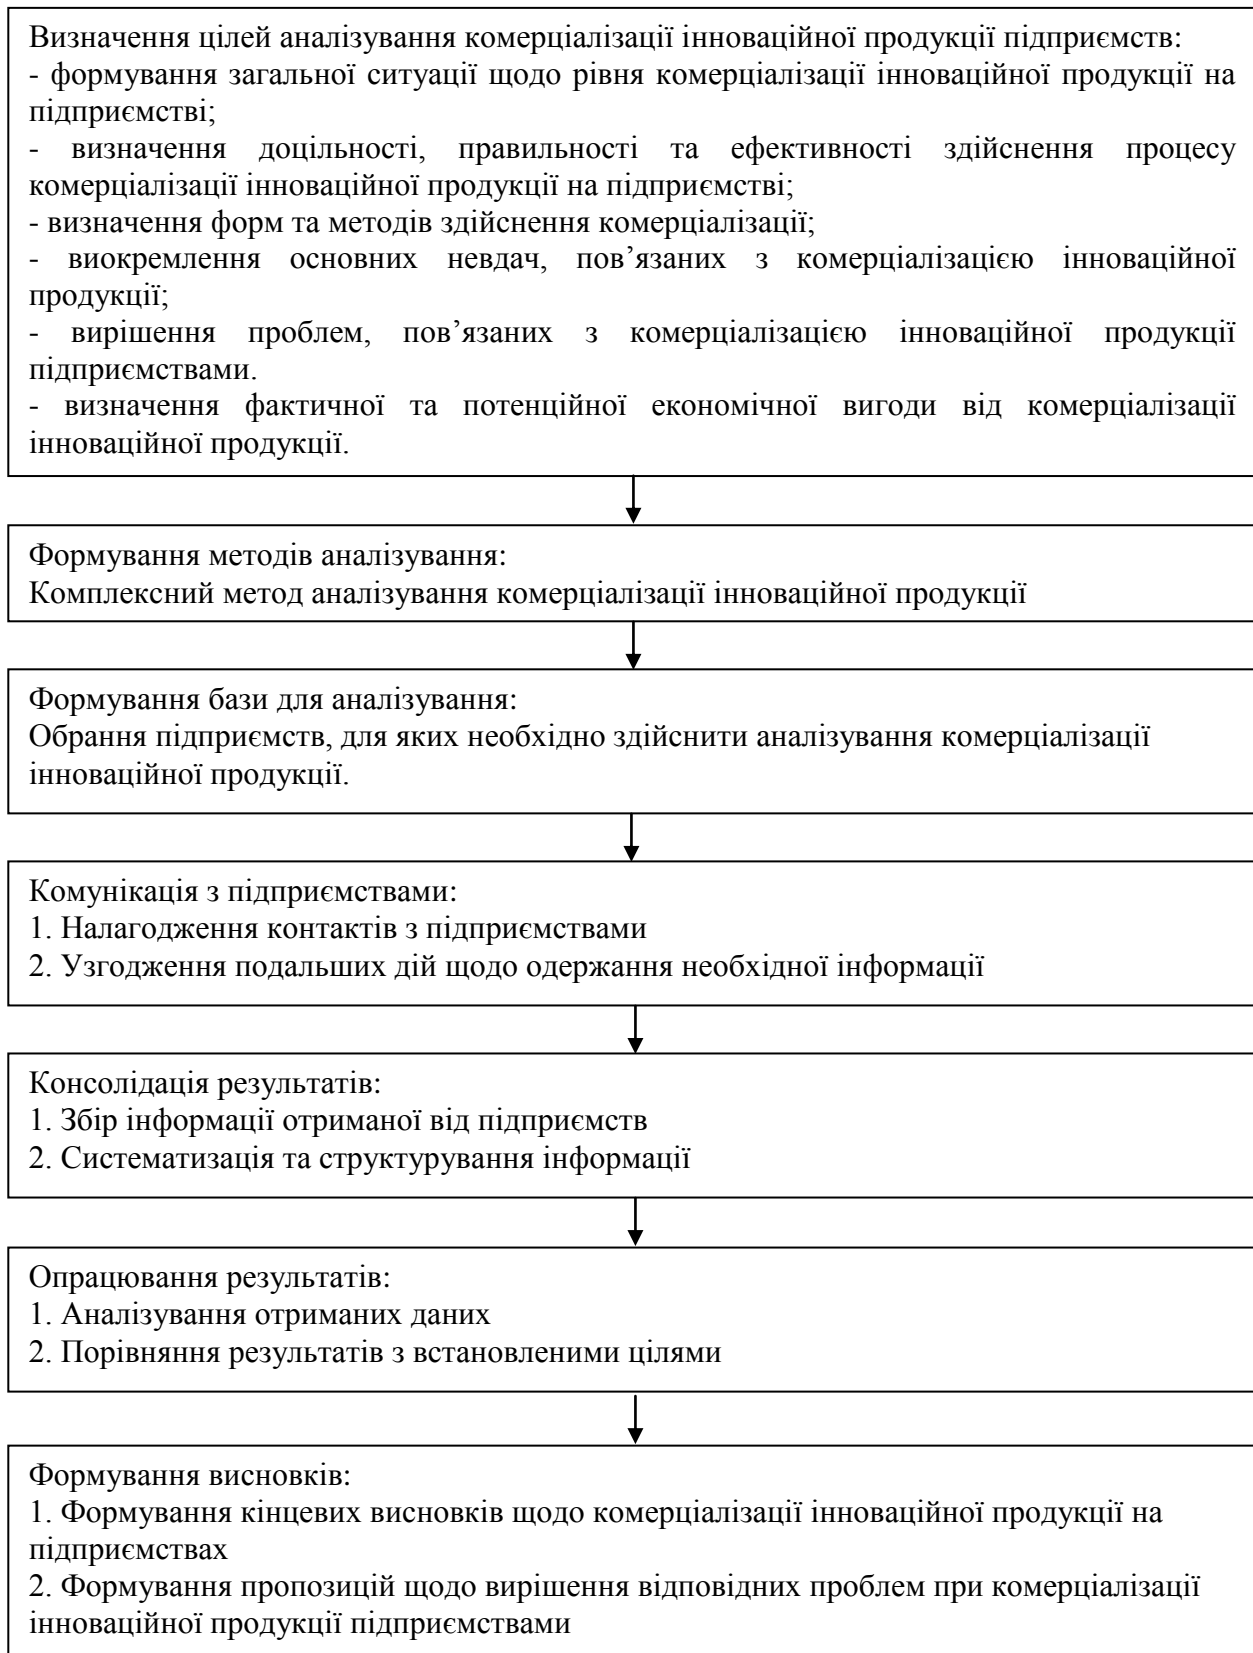 Визначення цілей аналізування комерціалізації інноваційної продукції підприємств:
- формування загальної ситуації щодо рівня комерціалізації інноваційної продукції на
підприємстві;
- визначення доцільності, правильності та ефективності здійснення процесу
комерціалізації інноваційної продукції на підприємстві;
- визначення форм та методів здійснення комерціалізації;
- виокремлення основних невдач, пов’язаних з комерціалізацією інноваційної
продукції;
- вирішення проблем, пов’язаних з комерціалізацією інноваційної продукції
підприємствами.
- визначення фактичної та потенційної економічної вигоди від комерціалізації
інноваційної продукції.
Формування методів аналізування:
Комплексний метод аналізування комерціалізації інноваційної продукції
Формування бази для аналізування:
Обрання підприємств, для яких необхідно здійснити аналізування комерціалізації
інноваційної продукції.
Комунікація з підприємствами:
1. Налагодження контактів з підприємствами
2. Узгодження подальших дій щодо одержання необхідної інформації
Консолідація результатів:
1. Збір інформації отриманої від підприємств
2. Систематизація та структурування інформації
Опрацювання результатів:
1. Аналізування отриманих даних
2. Порівняння результатів з встановленими цілями
Формування висновків:
1. Формування кінцевих висновків щодо комерціалізації інноваційної продукції на
підприємствах
2. Формування пропозицій щодо вирішення відповідних проблем при комерціалізації
інноваційної продукції підприємствами